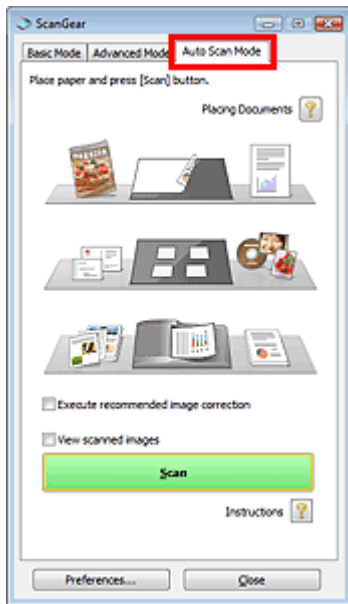 ScanGear
Basic Mode Advanced Mode Auto Scan Mode
Place paper and press [Scan] button.
Placing Documents
Execute recommended image correction
View scanned images
Scan
Instructions
Preferences... Close